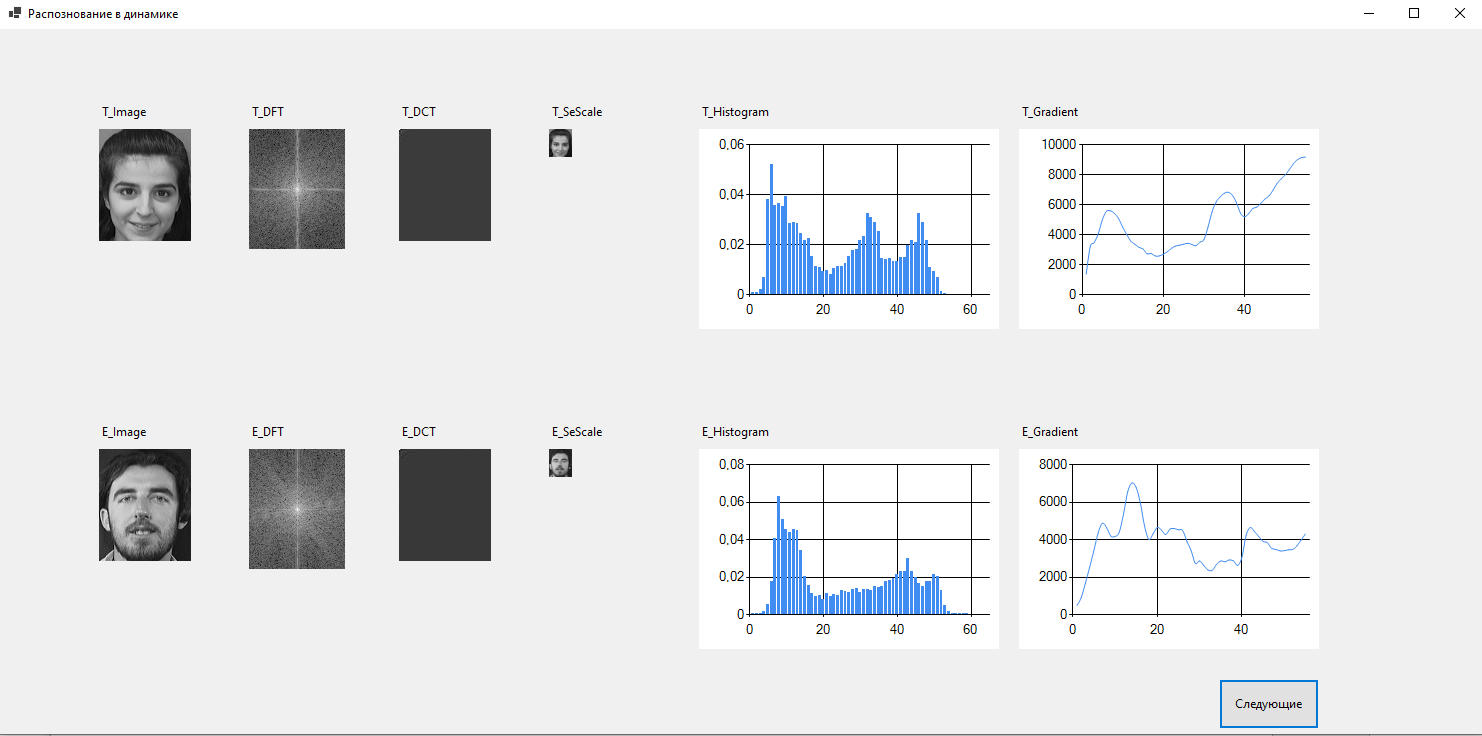 Распознование в динамике
T_Image T_DFT T_DCT T_SeScale T_Histogram T_Gradient
0,06
0,04
0,02
0
0 20 40 60
10000
8000
6000
4000
2000
0
0 20 40
E_Image E_DFT E_DCT E_SeScale E_Histogram E_Gradient
0,08
0,06
0,04
0,02
0
0 20 40 60
8000
6000
4000
2000
0
0 20 40
Следующие